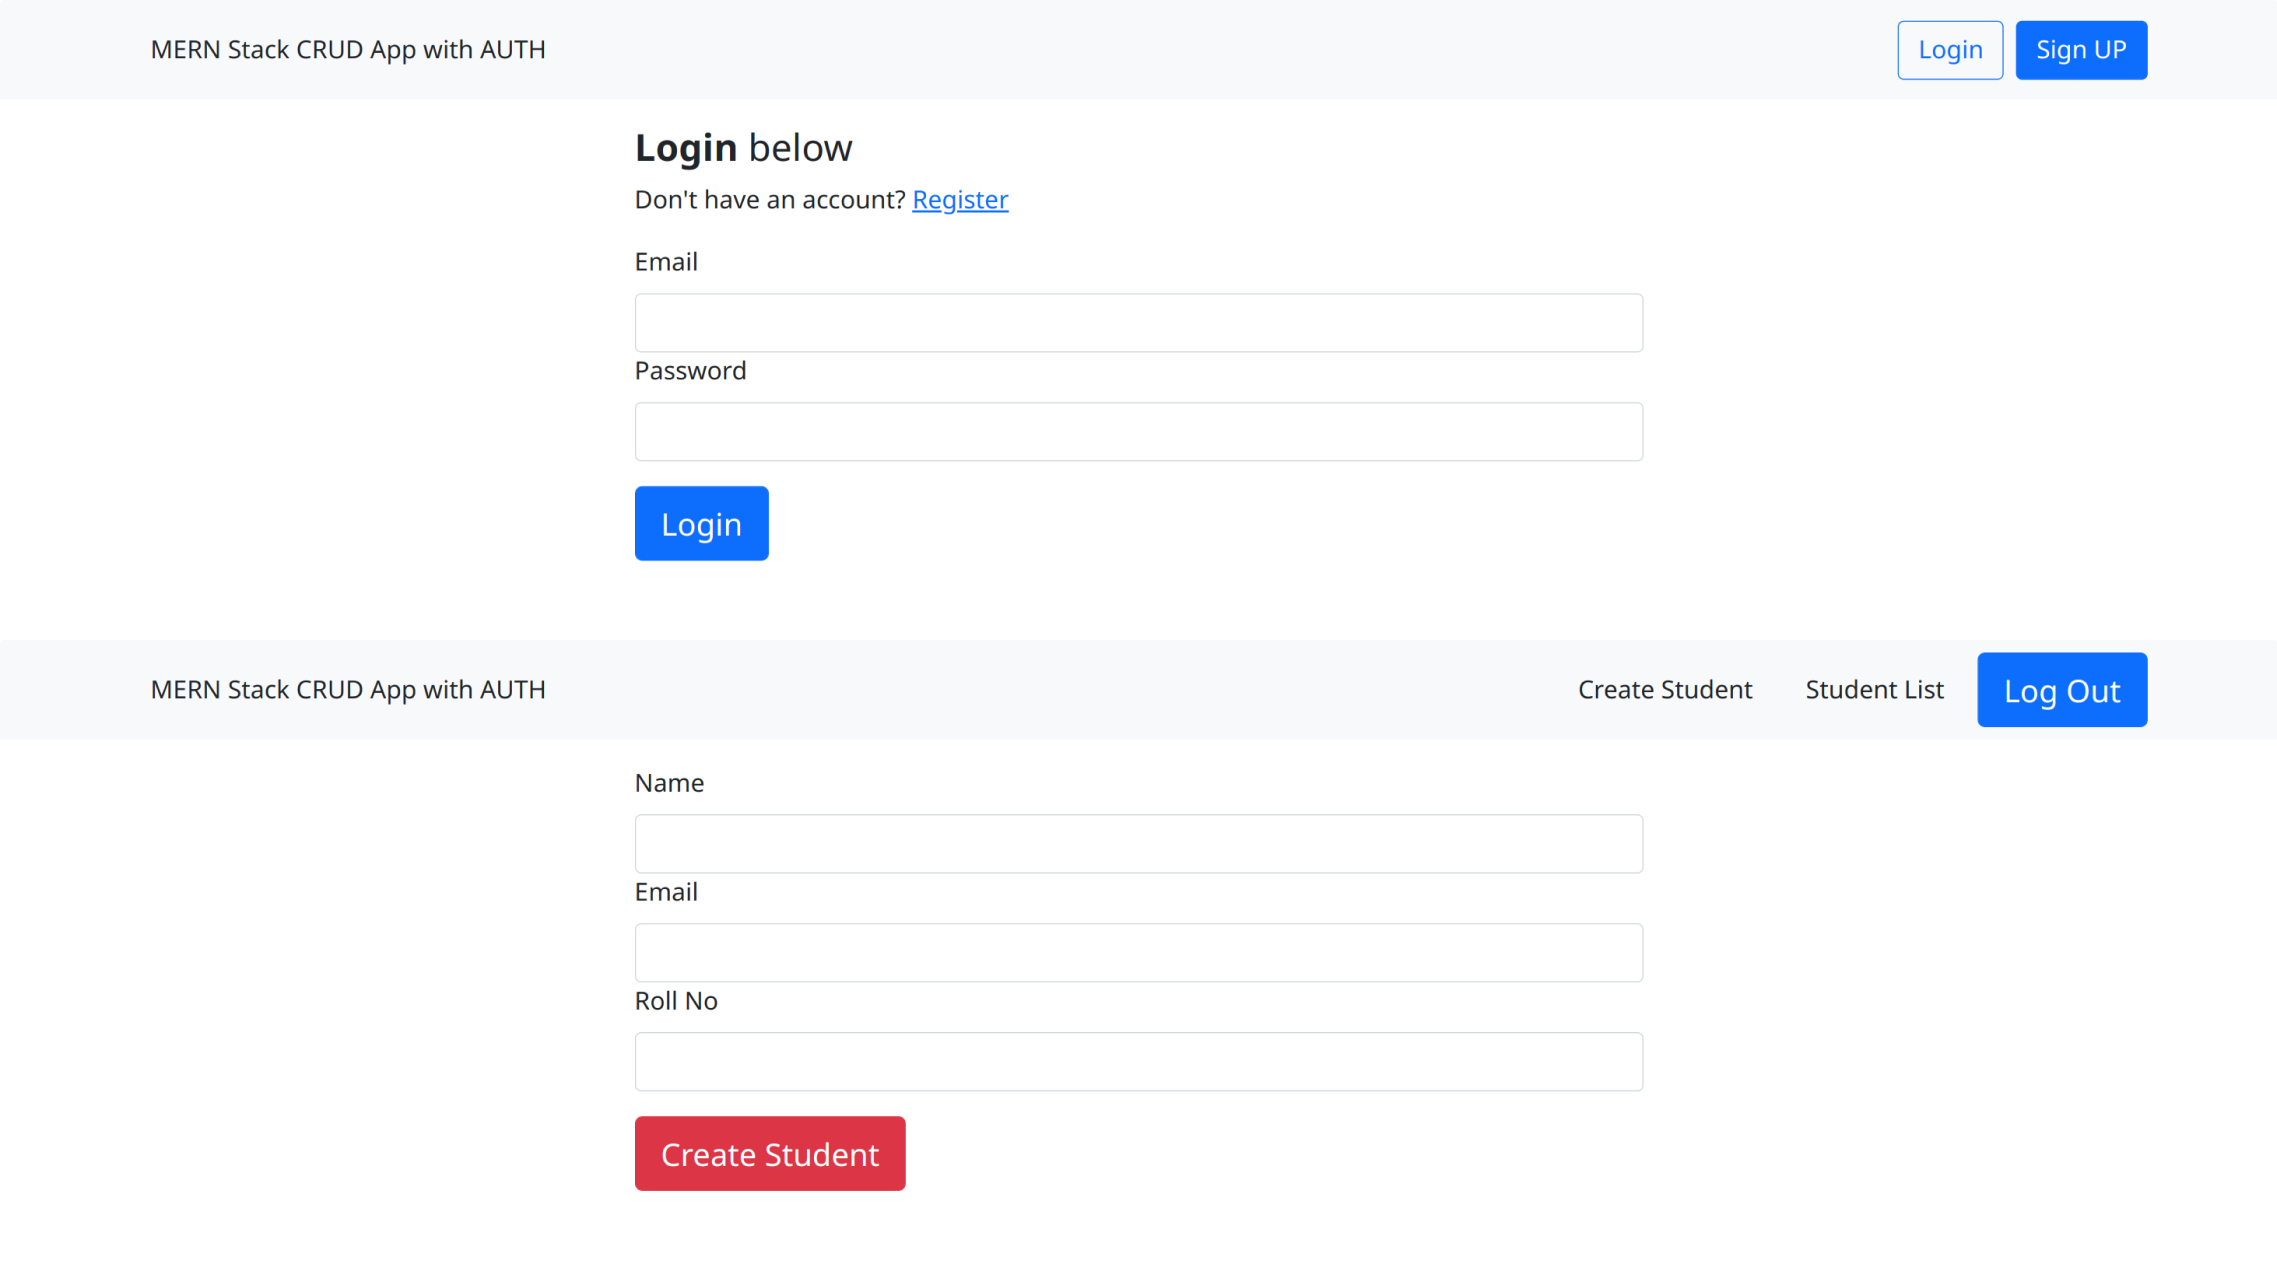 MERN Stack CRUD App with AUTH Login Sign UP
Login below
Don't have an account? Register
Email
Password
Login
MERN Stack CRUD App with AUTH Create Student Student List Log Out
Name
Email
Roll No
Create Student